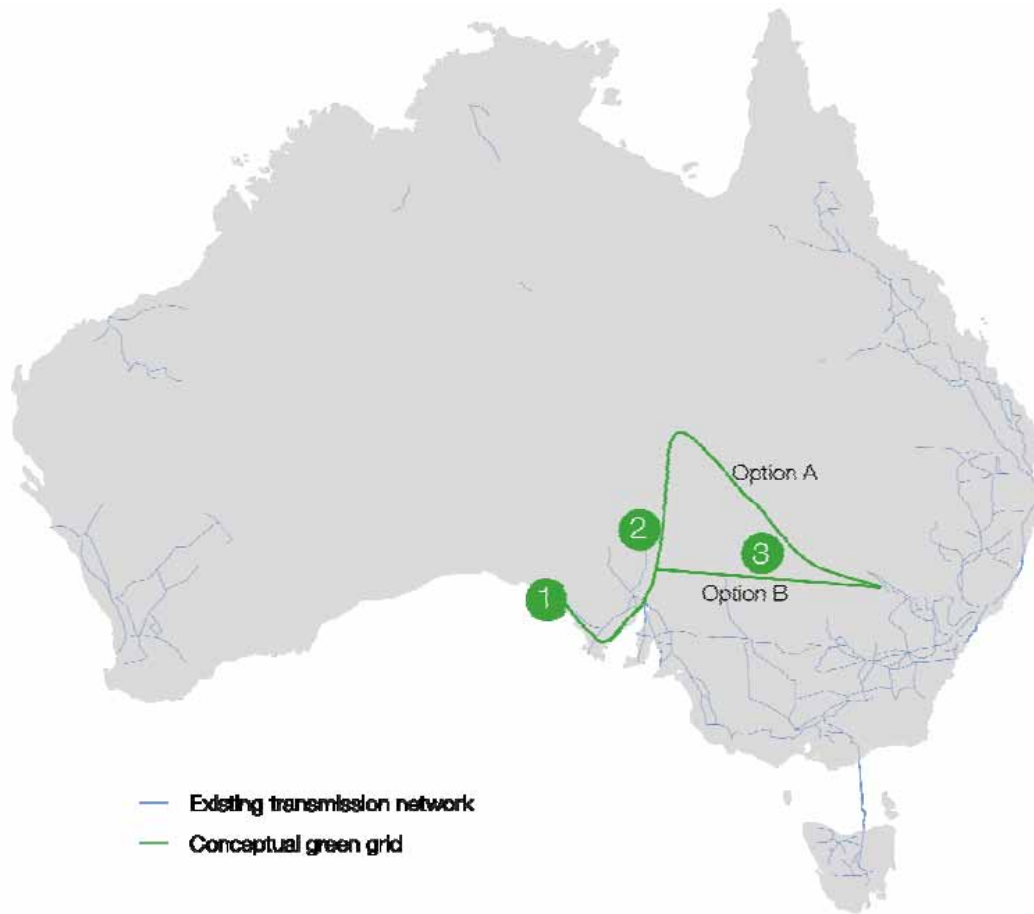 Option A
2
3
1
Option B
Existing transmission network
Conceptual green grid